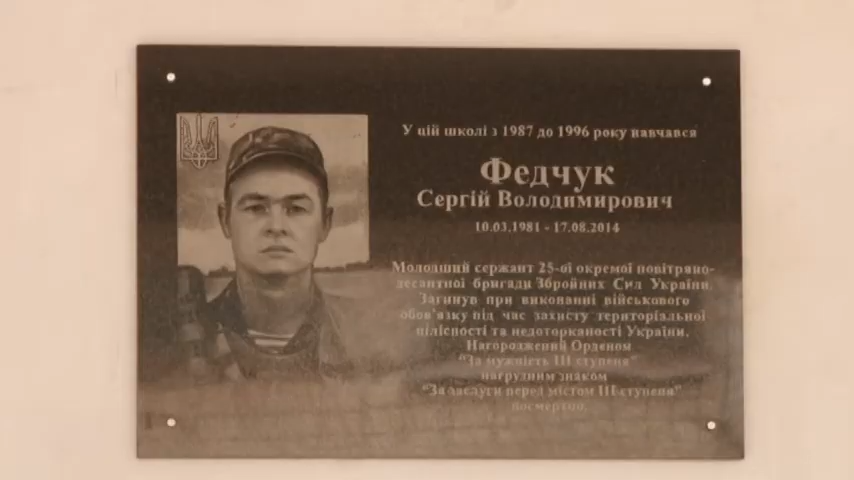 У цій школі з 1987 до 1996 року навчався
Федчук
Сергій Володимирович
10.03.1981 - 17.08.2014
Молодший сержант 25-ої окремої повітряно-
десантної бригади Збройних Сил України.
Загинув при виконанні військового
обов'язку під час захисту територіальної
цілісності та недоторканості України.
Нагороджений Орденом
"За мужність III ступеня"
нагрудним знаком
"За заслуги перед містом III ступеня"
посмертно.